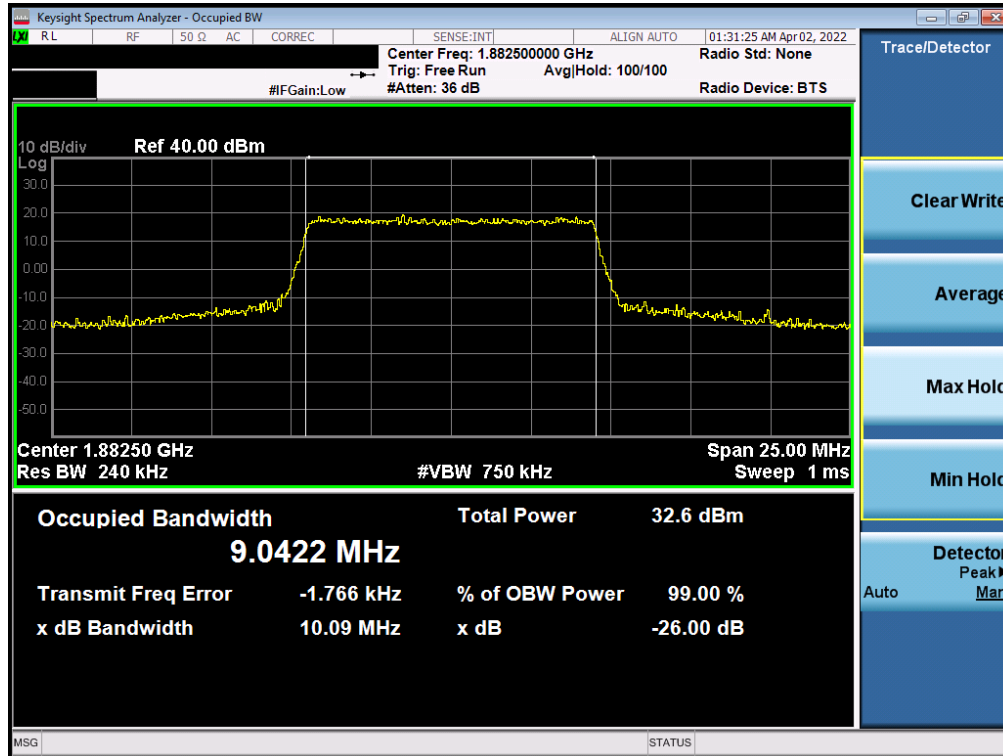 Keysight Spectrum Analyzer - Occupied BW
LXI RL RF 50 Ω AC CORREC SENSE:INT ALIGN AUTO 01:31:25 AM Apr 02, 2022
Center Freq: 1.882500000 GHz Radio Std: None
Trig: Free Run Avg|Hold: 100/100
#IFGain:Low #Atten: 36 dB Radio Device: BTS
10 dB/div Ref 40.00 dBm
Log
30.0
20.0
10.0
0.00
-10.0
-20.0
-30.0
-40.0
-50.0
Center 1.88250 GHz Span 25.00 MHz
Res BW 240 kHz #VBW 750 kHz Sweep 1 ms
Occupied Bandwidth Total Power 32.6 dBm
9.0422 MHz
Transmit Freq Error -1.766 kHz % of OBW Power 99.00 %
x dB Bandwidth 10.09 MHz x dB -26.00 dB
MSG STATUS
Trace/Detector
Clear Write
Average
Max Hold
Min Hold
Detector
Peak
Auto Man